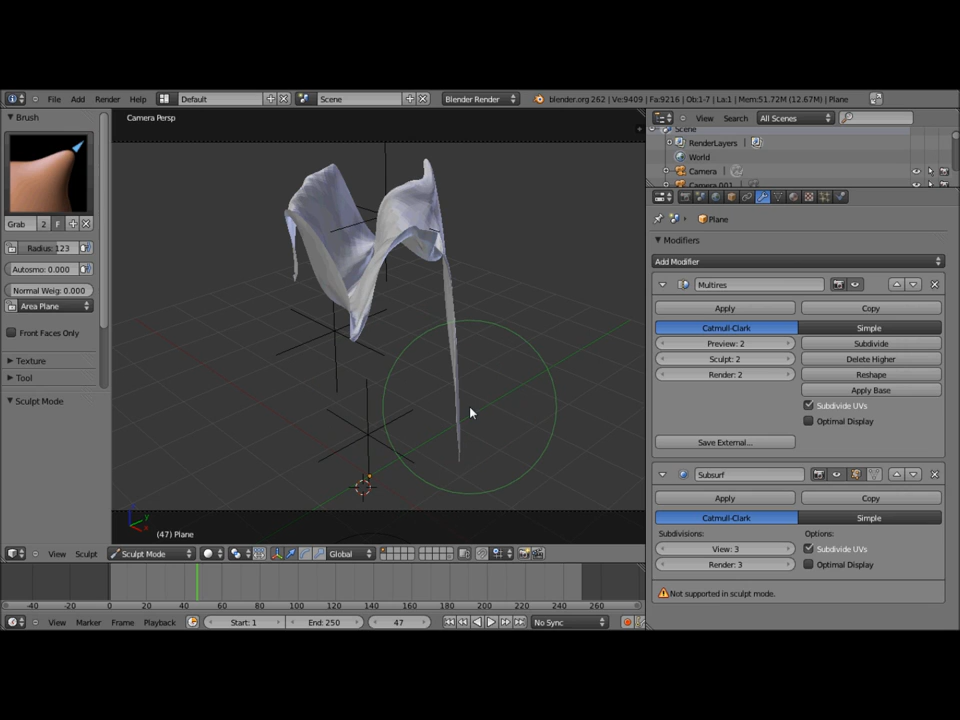 File Add Render Help Default Scene Blender Render blender.org 262 | Ve:9409 | Fa:9216 | Ob:1-7 | La:1 | Mem:51.72M (12.67M) | Plane
Brush
Camera Persp
View Search All Scenes
Scene
RenderLayers
World
Camera
Camera.001
Grab 2 F
Plane
Modifiers
Radius: 123
Add Modifier
Autosmo: 0.000
Multires
Normal Weig: 0.000
Area Plane
Apply Copy
Front Faces Only
Catmull-Clark Simple
Preview: 2 Subdivide
Texture
Sculpt: 2 Delete Higher
Tool
Render: 2 Reshape
Apply Base
Sculpt Mode
Subdivide UVs
Optimal Display
Save External...
Subsurf
Apply Copy
Catmull-Clark Simple
z y x
(47) Plane
Subdivisions: Options:
View: 3 Subdivide UVs
View Sculpt Sculpt Mode Global
Render: 3 Optimal Display
Not supported in sculpt mode.
-40 -20 0 20 40 60 80 100 120 140 160 180 200 220 240 260
View Marker Frame Playback Start: 1 End: 250 47 No Sync